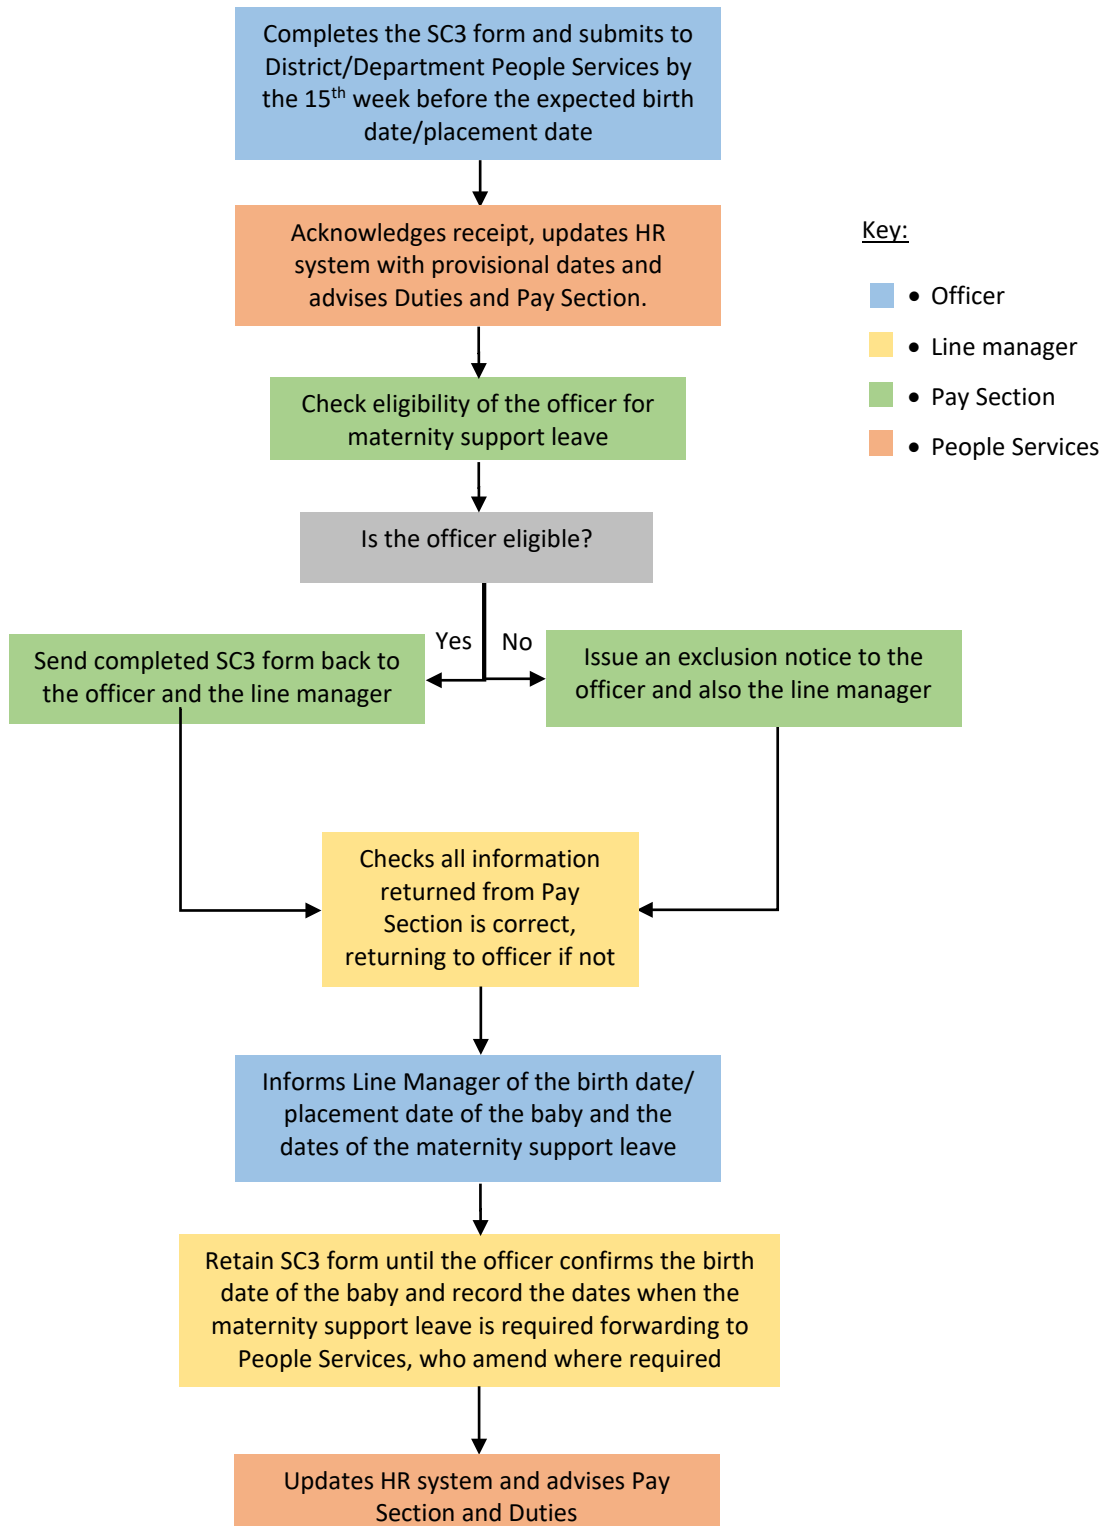 Completes the SC3 form and submits to
District/Department People Services by
the 15th week before the expected birth
date/placement date
Acknowledges receipt, updates HR
system with provisional dates and
advises Duties and Pay Section.
Key:
• Officer
• Line manager
• Pay Section
• People Services
Check eligibility of the officer for
maternity support leave
Is the officer eligible?
Yes
No
Send completed SC3 form back to
the officer and the line manager
Issue an exclusion notice to the
officer and also the line manager
Checks all information
returned from Pay
Section is correct,
returning to officer if not
Informs Line Manager of the birth date/
placement date of the baby and the
dates of the maternity support leave
Retain SC3 form until the officer confirms the birth
date of the baby and record the dates when the
maternity support leave is required forwarding to
People Services, who amend where required
Updates HR system and advises Pay
Section and Duties